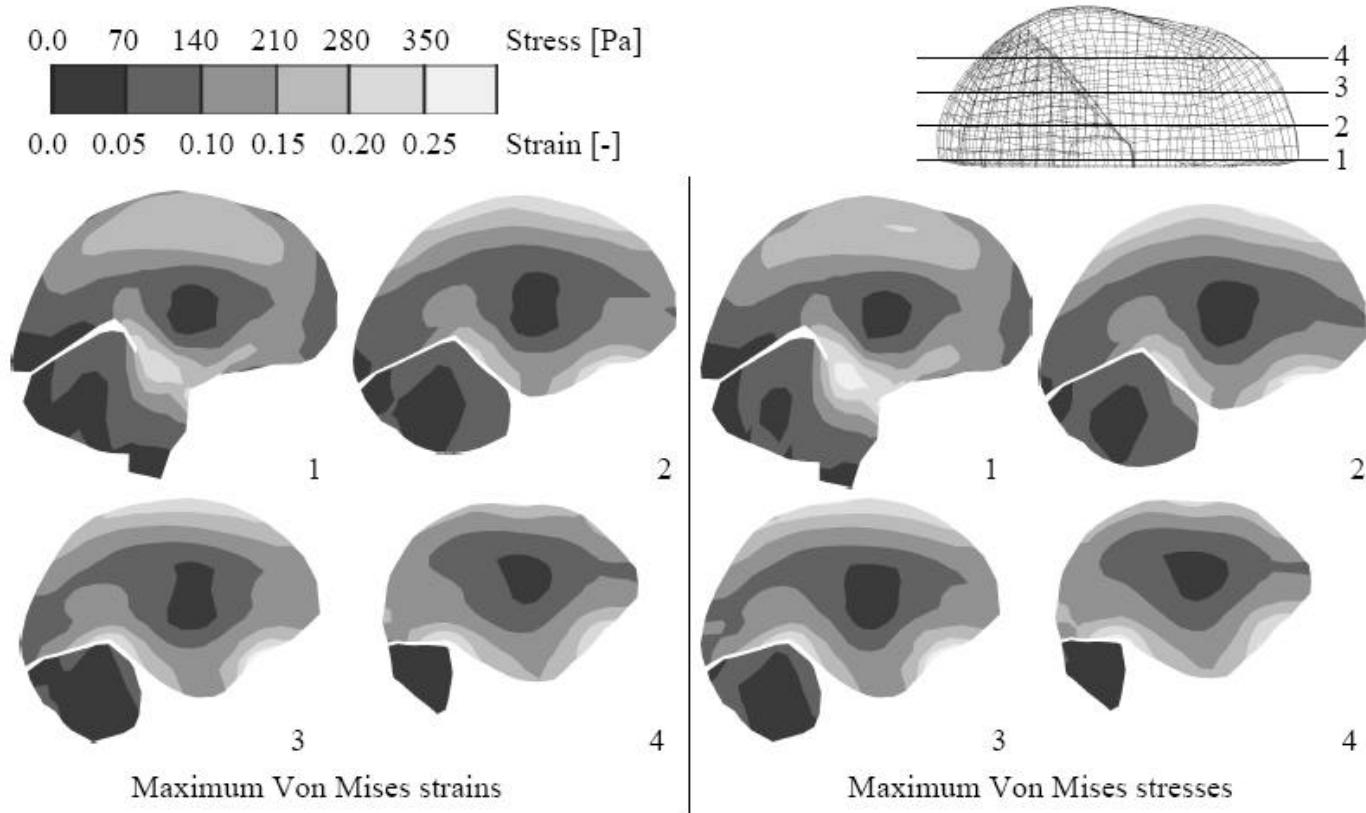 0.0 70 140 210 280 350 Stress [Pa]
0.0 0.05 0.10 0.15 0.20 0.25 Strain [-]
4
3
2
1
1 2
3 4
Maximum Von Mises strains
1 2
3 4
Maximum Von Mises stresses